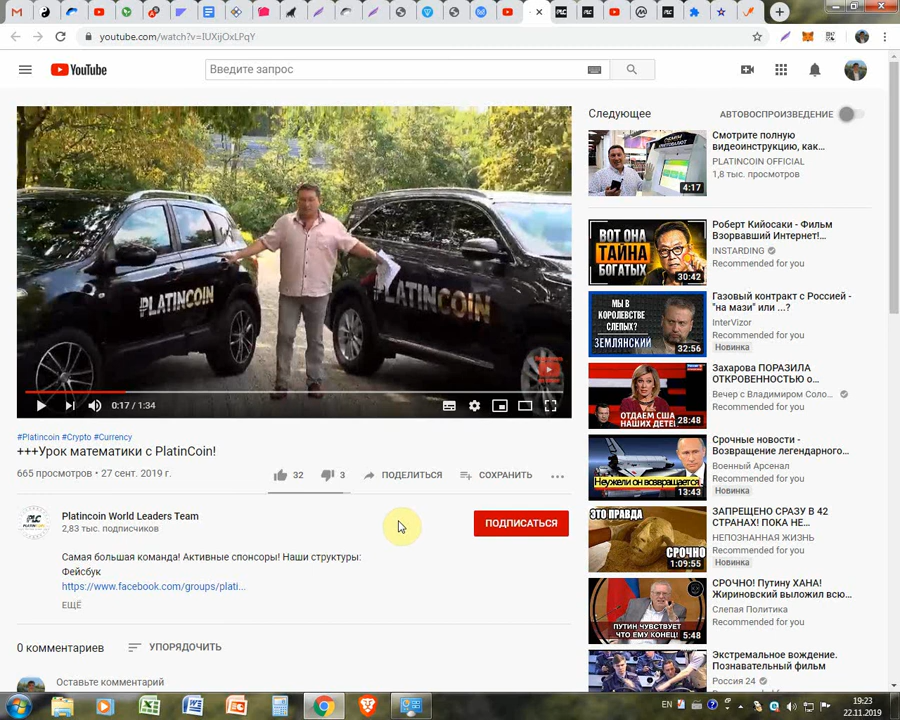 youtube.com/watch?v=IUXijOxLPqY
YouTube
Введите запрос
PLATINCOIN
PLATINCOIN
0:17 / 1:34
#Platincoin #Crypto #Currency
+++Урок математики с PlatinCoin!
665 просмотров • 27 сент. 2019 г.
32
3
ПОДЕЛИТЬСЯ
СОХРАНИТЬ
PLC
Platincoin World Leaders Team
2,83 тыс. подписчиков
ПОДПИСАТЬСЯ
Самая большая команда! Активные спонсоры! Наши структуры:
Фейсбук
https://www.facebook.com/groups/plati...
ЕЩЁ
0 комментариев
УПОРЯДОЧИТЬ
Оставьте комментарий
Следующее
АВТОВОСПРОИЗВЕДЕНИЕ
4:17
Смотрите полную
видеоинструкцию, как...
PLATINCOIN OFFICIAL
1,8 тыс. просмотров
ВОТ ОНА
ТАЙНА
БОГАТЫХ
30:42
Роберт Кийосаки - Фильм
Взорвавший Интернет!...
INSTARDING
Recommended for you
МЫ В
КОРОЛЕВСТВЕ
СЛЕПЫХ?
ЗЕМЛЯНСКИЙ
32:56
Газовый контракт с Россией -
"на мази" или ...?
InterVizor
Recommended for you
Новинка
РОССИЯ
УНИЧТОЖАЕТ
НАШИХ ДЕТЕЙ
28:48
Захарова ПОРАЗИЛА
ОТКРОВЕННОСТЬЮ о...
Вечер с Владимиром Соло...
Recommended for you
Неужели он возвращается
13:43
Срочные новости -
Возвращение легендарного...
Военный Арсенал
Recommended for you
Новинка
ЭТО ПРАВДА
СРОЧНО
1:09:55
ЗАПРЕЩЕНО СРАЗУ В 42
СТРАНАХ! ПОКА НЕ...
НЕПОЗНАННАЯ ЖИЗНЬ
Recommended for you
Новинка
ПУТИН ЧУВСТВУЕТ
ЧТО ЕМУ КОНЕЦ!
5:48
СРОЧНО! Путину ХАНА!
Жириновский выложил всю...
Слепая Политика
Recommended for you
Экстремальное вождение.
Познавательный фильм
Россия 24
EN
19:23
22.11.2019